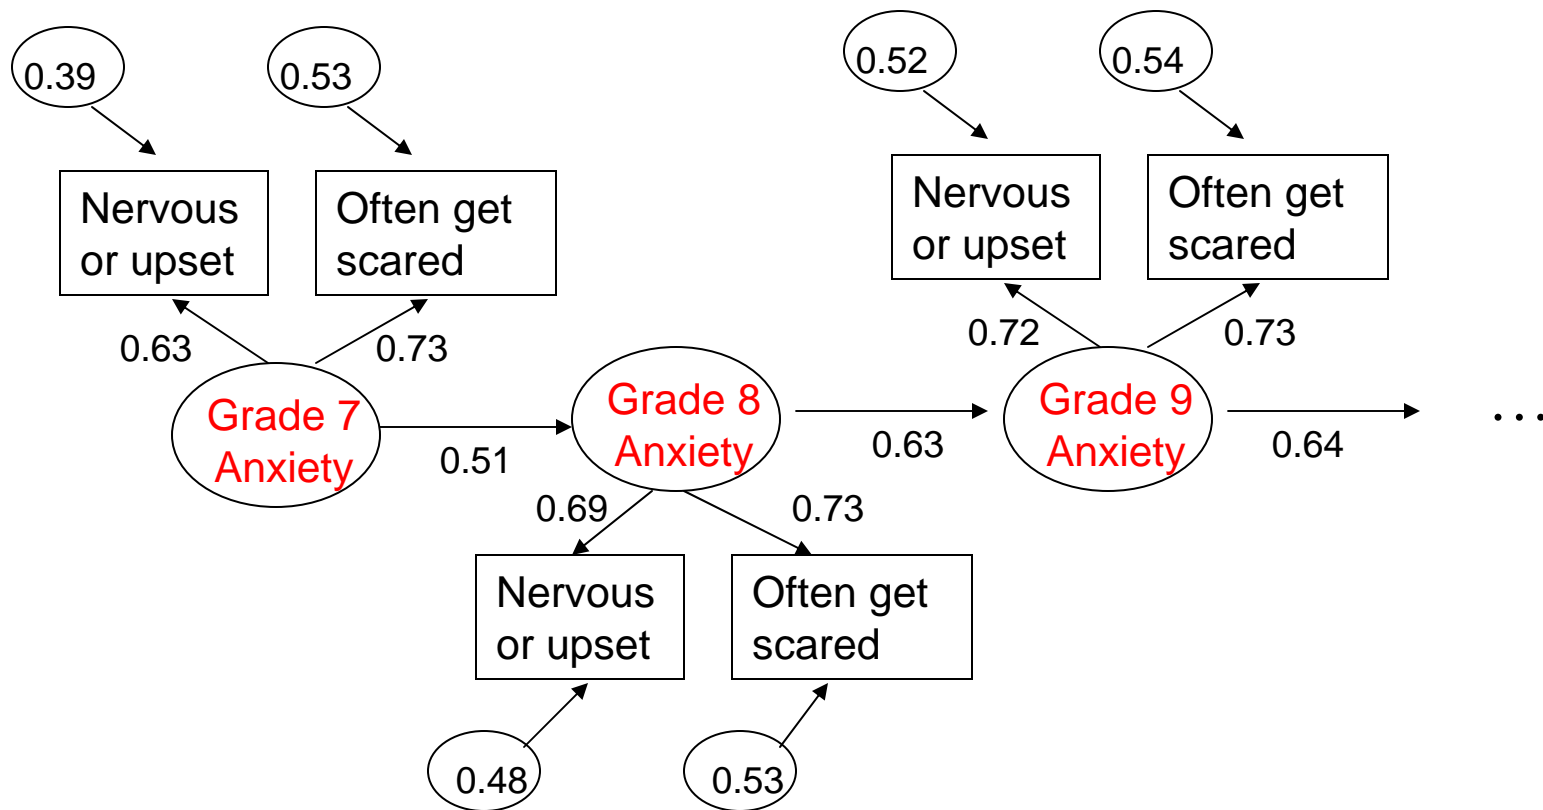 0.39
0.53
0.52
0.54
Nervous
or upset
Often get
scared
Nervous
or upset
Often get
scared
0.63
0.73
0.72
0.73
Grade 7
Anxiety
0.51
Grade 8
Anxiety
0.63
Grade 9
Anxiety
0.64
...
0.69
0.73
Nervous
or upset
Often get
scared
0.48
0.53